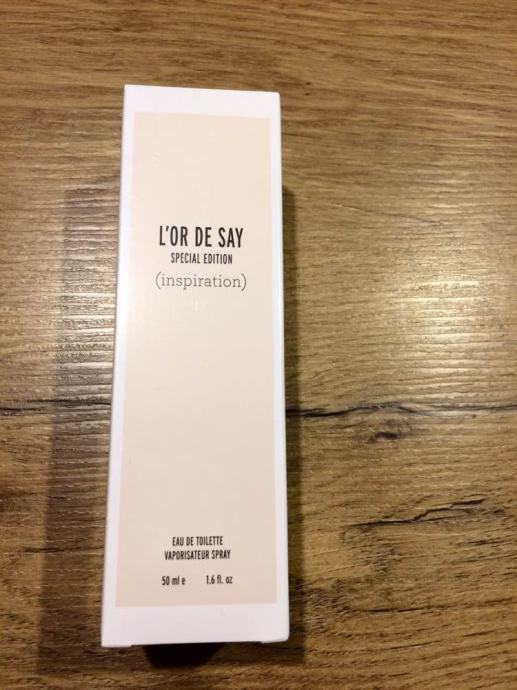 L'OR DE SAY
SPECIAL EDITION
(inspiration)
EAU DE TOILETTE
VAPORISATEUR SPRAY
50 ml e 1.6 fl. oz